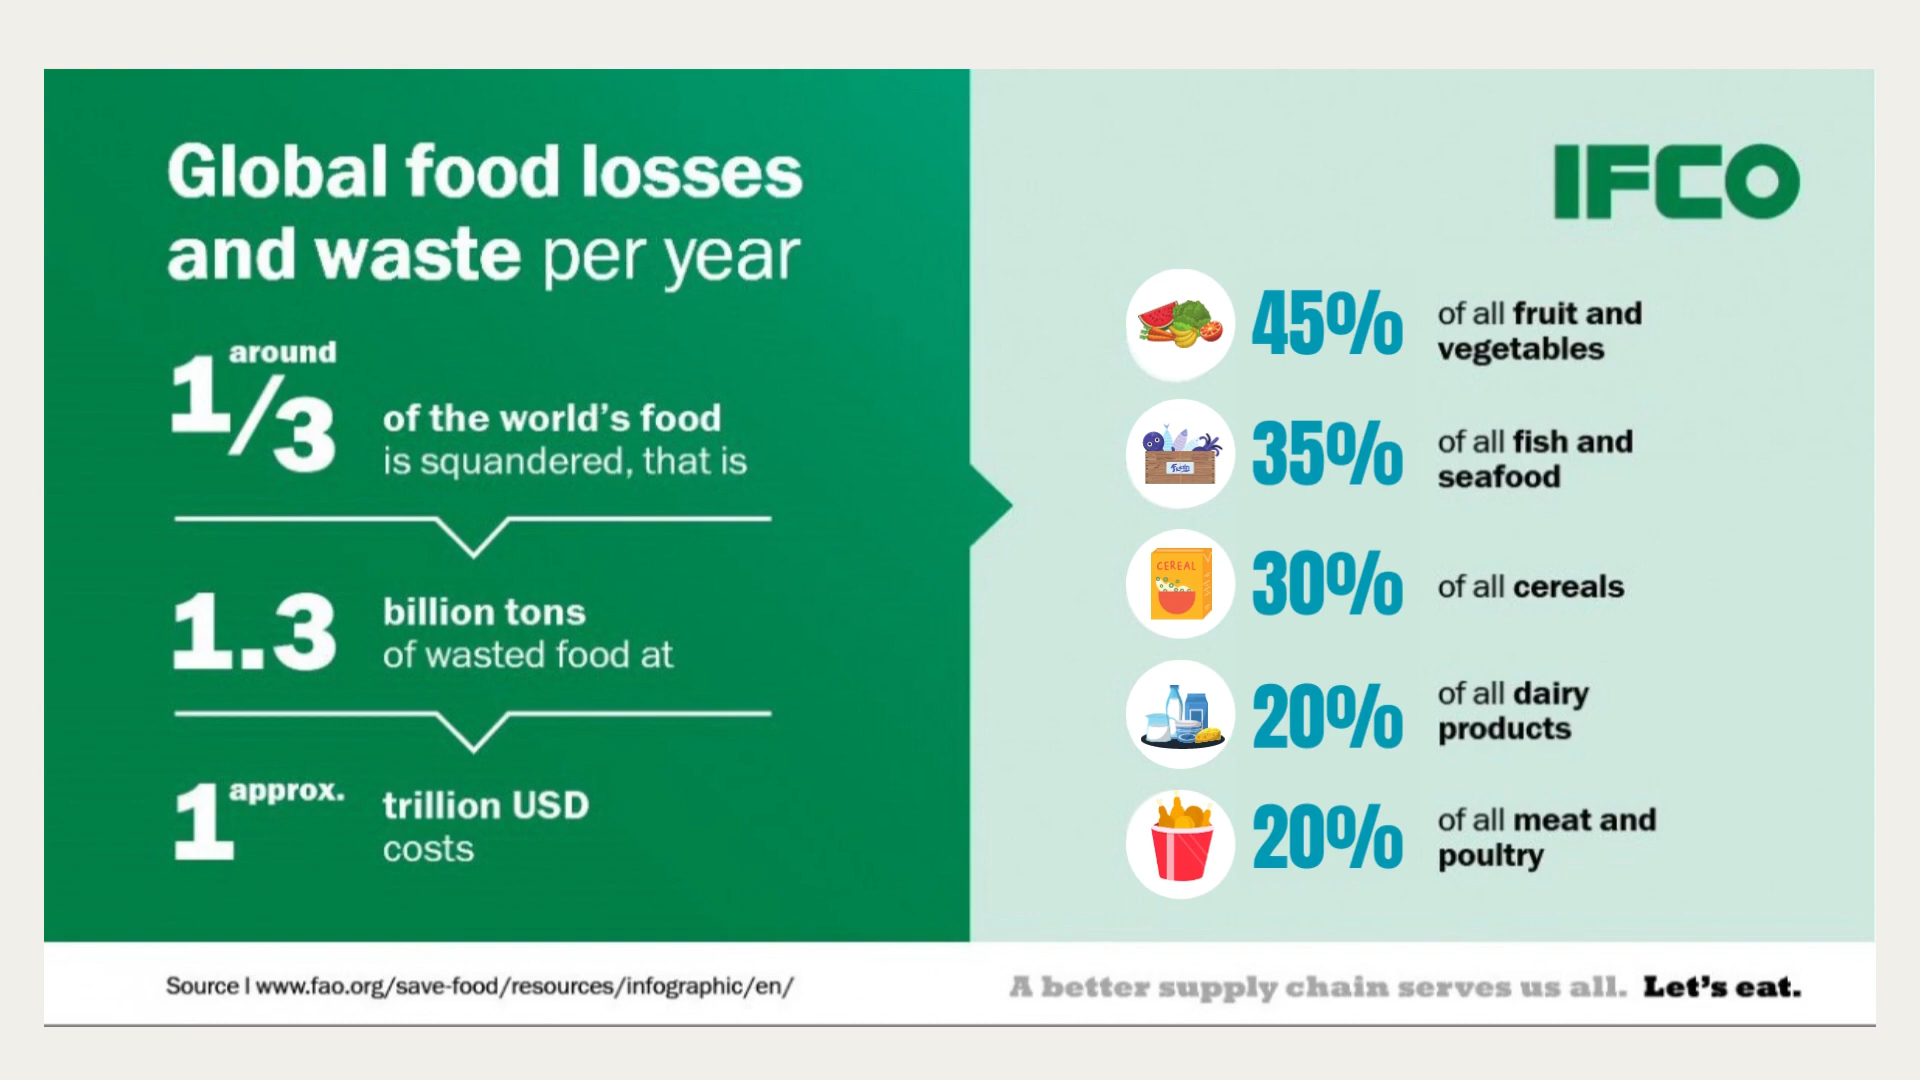 Global food losses
and waste per year
around
1/3
of the world's food
is squandered, that is
1.3
billion tons
of wasted food at
1 approx.
trillion USD
costs
IFCO
45%
of all fruit and
vegetables
35%
of all fish and
seafood
CEREAL
30%
of all cereals
20%
of all dairy
products
20%
of all meat and
poultry
Source | www.fao.org/save-food/resources/infographic/en/
A better supply chain serves us all. Let's eat.